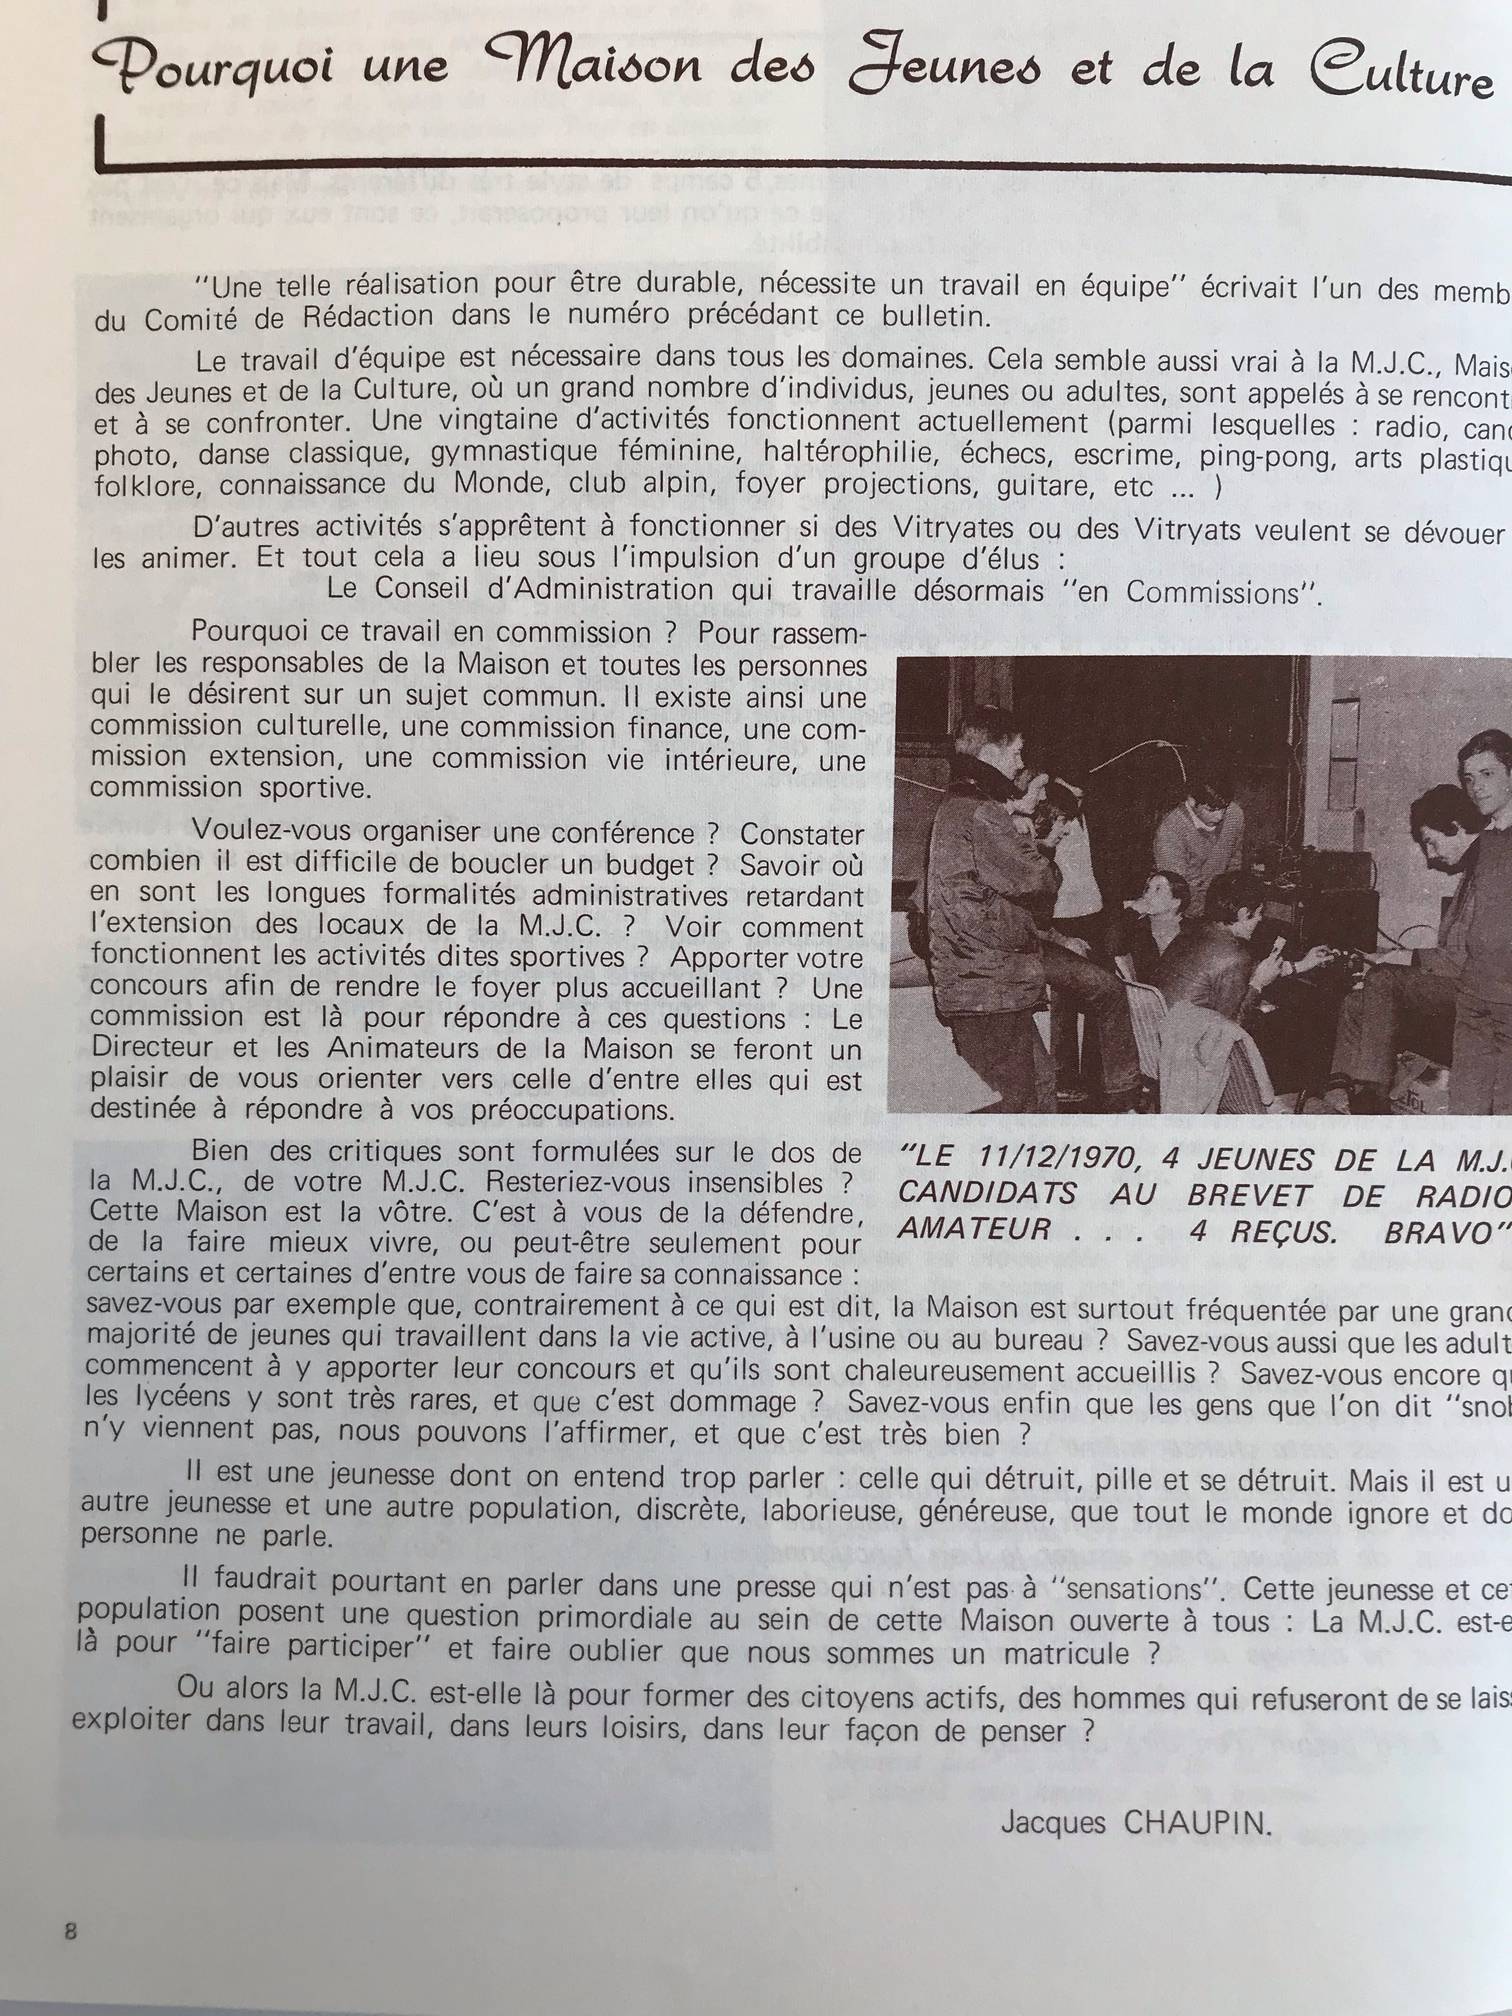 Pourquoi une Maison des Jeunes et de la Culture
"Une telle réalisation pour être durable, nécessite un travail en équipe" écrivait l'un des memb
du Comité de Rédaction dans le numéro précédant ce bulletin.
Le travail d'équipe est nécessaire dans tous les domaines. Cela semble aussi vrai à la M.J.C., Mais
des Jeunes et de la Culture, où un grand nombre d'individus, jeunes ou adultes, sont appelés à se rencont
et à se confronter. Une vingtaine d'activités fonctionnent actuellement (parmi lesquelles : radio, cano
photo, danse classique, gymnastique féminine, haltérophilie, échecs, escrime, ping-pong, arts plastiqu
folklore, connaissance du Monde, club alpin, foyer projections, guitare, etc ... )
D'autres activités s'apprêtent à fonctionner si des Vitryates ou des Vitryats veulent se dévouer
les animer. Et tout cela a lieu sous l'impulsion d'un groupe d'élus :
Le Conseil d'Administration qui travaille désormais "en Commissions".
Pourquoi ce travail en commission ? Pour rassem-
bler les responsables de la Maison et toutes les personnes
qui le désirent sur un sujet commun. Il existe ainsi une
commission culturelle, une commission finance, une com-
mission extension, une commission vie intérieure, une
commission sportive.
Voulez-vous organiser une conférence ? Constater
combien il est difficile de boucler un budget ? Savoir où
en sont les longues formalités administratives retardant
l'extension des locaux de la M.J.C. ? Voir comment
fonctionnent les activités dites sportives ? Apporter votre
concours afin de rendre le foyer plus accueillant ? Une
commission est là pour répondre à ces questions : Le
Directeur et les Animateurs de la Maison se feront un
plaisir de vous orienter vers celle d'entre elles qui est
destinée à répondre à vos préoccupations.
Bien des critiques sont formulées sur le dos de
la M.J.C., de votre M.J.C. Resteriez-vous insensibles ?
Cette Maison est la vôtre. C'est à vous de la défendre,
de la faire mieux vivre, ou peut-être seulement pour
certains et certaines d'entre vous de faire sa connaissance :
"LE 11/12/1970, 4 JEUNES DE LA M.J.
CANDIDATS AU BREVET DE RADIO
AMATEUR . . . 4 REÇUS. BRAVO"
savez-vous par exemple que, contrairement à ce qui est dit, la Maison est surtout fréquentée par une grand
majorité de jeunes qui travaillent dans la vie active, à l'usine ou au bureau ? Savez-vous aussi que les adult
commencent à y apporter leur concours et qu'ils sont chaleureusement accueillis ? Savez-vous encore q
les lycéens y sont très rares, et que c'est dommage ? Savez-vous enfin que les gens que l'on dit "snob
n'y viennent pas, nous pouvons l'affirmer, et que c'est très bien ?
Il est une jeunesse dont on entend trop parler : celle qui détruit, pille et se détruit. Mais il est u
autre jeunesse et une autre population, discrète, laborieuse, généreuse, que tout le monde ignore et do
personne ne parle.
Il faudrait pourtant en parler dans une presse qui n'est pas à "sensations". Cette jeunesse et cet
population posent une question primordiale au sein de cette Maison ouverte à tous : La M.J.C. est-e
là pour "faire participer" et faire oublier que nous sommes un matricule ?
Ou alors la M.J.C. est-elle là pour former des citoyens actifs, des hommes qui refuseront de se laiss
exploiter dans leur travail, dans leurs loisirs, dans leur façon de penser ?
Jacques CHAUPIN.
8